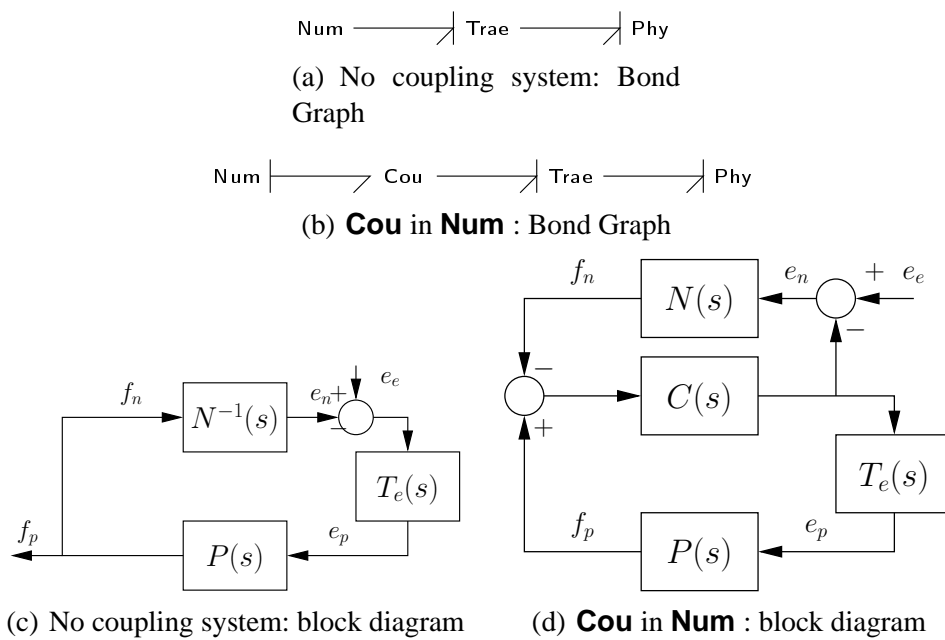 Num Trae Phy
(a) No coupling system: Bond
Graph
Num Cou Trae Phy
(b) Cou in Num : Bond Graph
f_n N(s) e_n + e_e
−
−
C(s)
+
T_e(s)
f_p P(s) e_p
f_n N^{-1}(s) e_n + e_e
−
T_e(s)
f_p P(s) e_p
(c) No coupling system: block diagram
(d) Cou in Num : block diagram